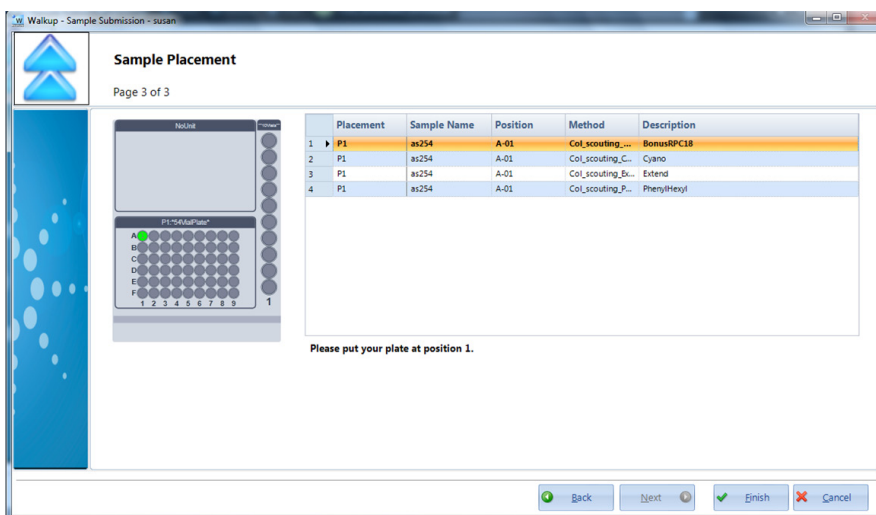 Walkup - Sample Submission - susan
Sample Placement
Page 3 of 3
NoUnit
Placement Sample Name Position Method Description
1 P1 as254 A-01 Col_scouting_... BonusRPC18
2 P1 as254 A-01 Col_scouting_C... Cyano
3 P1 as254 A-01 Col_scouting_Ex... Extend
4 P1 as254 A-01 Col_scouting_P... PhenylHexyl
P1:*54VialPlate*
A
B
C
D
E
F
1 2 3 4 5 6 7 8 9
1
Please put your plate at position 1.
Back Next Finish Cancel